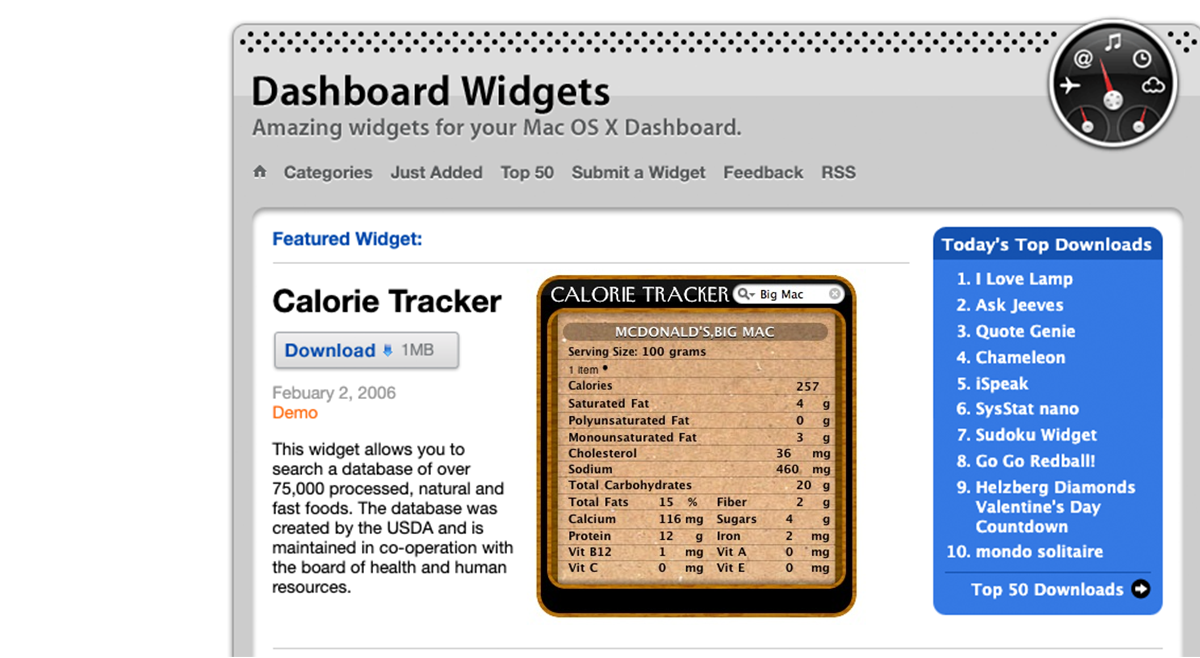 Dashboard Widgets
Amazing widgets for your Mac OS X Dashboard.
Categories Just Added Top 50 Submit a Widget Feedback RSS
Featured Widget:
Calorie Tracker
Download 1MB
Febuary 2, 2006
Demo
This widget allows you to
search a database of over
75,000 processed, natural and
fast foods. The database was
created by the USDA and is
maintained in co-operation with
the board of health and human
resources.
CALORIE TRACKER Big Mac
MCDONALD'S,BIG MAC
Serving Size: 100 grams
1 item
Calories 257
Saturated Fat 4 g
Polyunsaturated Fat 0 g
Monounsaturated Fat 3 g
Cholesterol 36 mg
Sodium 460 mg
Total Carbohydrates 20 g
Total Fats 15 % Fiber 2 g
Calcium 116 mg Sugars 4 g
Protein 12 g Iron 2 mg
Vit B12 1 mg Vit A 0 mg
Vit C 0 mg Vit E 0 mg
Today's Top Downloads
1. I Love Lamp
2. Ask Jeeves
3. Quote Genie
4. Chameleon
5. iSpeak
6. SysStat nano
7. Sudoku Widget
8. Go Go Redball!
9. Helzberg Diamonds
Valentine's Day
Countdown
10. mondo solitaire
Top 50 Downloads